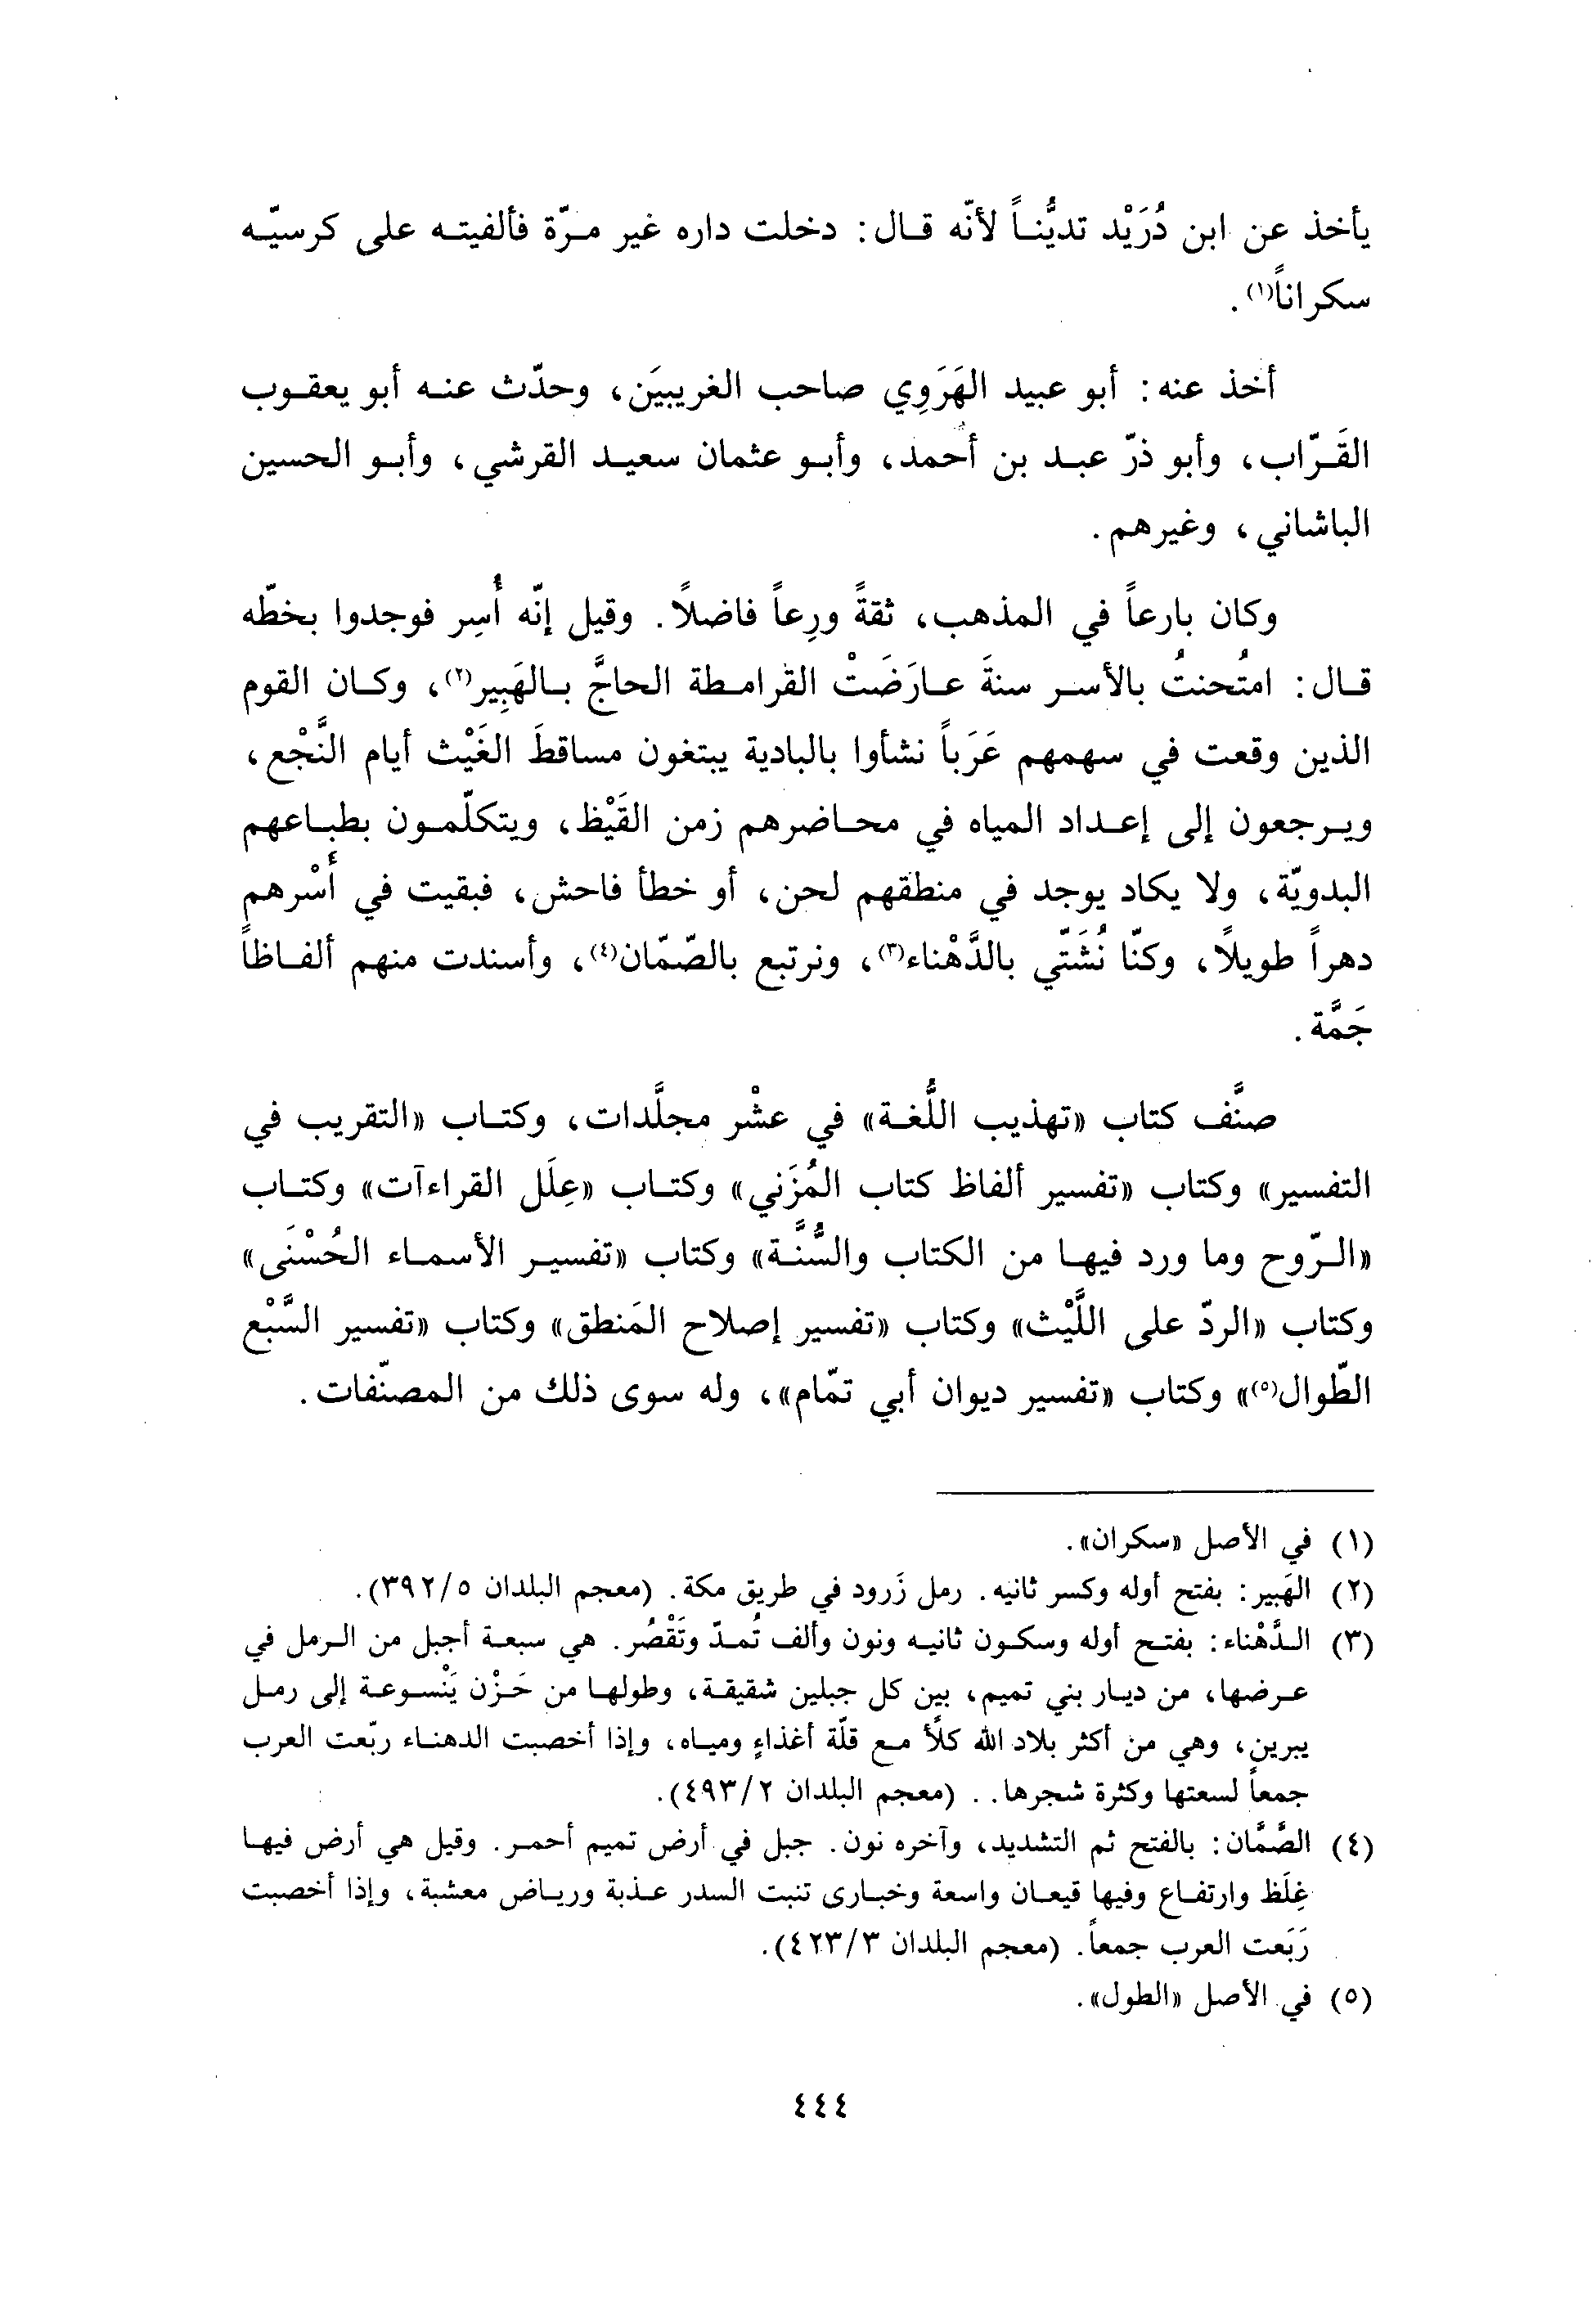 يأخذ عن ابن دُرَيْد تديُّناً لأنّه قال: دخلت داره غير مرّة فألفيته على كرسيّه
سكراناً(١).
أخذ عنه: أبو عبيد الهَرَوِي صاحب الغريبيَن، وحدّث عنه أبو يعقوب
القَرّاب، وأبو ذرّ عبد بن أحمد، وأبو عثمان سعيد القرشي، وأبو الحسين
الباشاني، وغيرهم.
وكان بارعاً في المذهب، ثقةً ورِعاً فاضلاً. وقيل إنّه أُسِر فوجدوا بخطّه
قال: امتُحنتُ بالأسر سنةَ عارَضَتْ القرامطة الحاجَّ بالهَبِير(٢)، وكان القوم
الذين وقعت في سهمهم عَرَباً نشأوا بالبادية يبتغون مساقطَ الغَيْث أيام النَّجْع،
ويرجعون إلى إعداد المياه في محاضرهم زمن القَيْظ، ويتكلّمون بطباعهم
البدويّة، ولا يكاد يوجد في منطقهم لحن، أو خطأ فاحش، فبقيت في أسْرهم
دهراً طويلاً، وكنّا نُشَتّي بالدَّهْناء(٣)، ونرتبع بالصّمّان(٤)، وأسندت منهم ألفاظاً
جَمَّة.
صنَّف كتاب «تهذيب اللُّغة» في عشْر مجلَّدات، وكتاب «التقريب في
التفسير» وكتاب «تفسير ألفاظ كتاب المُزَني» وكتاب «عِلَل القراءآت» وكتاب
«الرّوح وما ورد فيها من الكتاب والسُّنَّة» وكتاب «تفسير الأسماء الحُسْنَى»
وكتاب «الردّ على اللَّيْث» وكتاب «تفسير إصلاح المَنطق» وكتاب «تفسير السَّبْع
الطّوال(٥)» وكتاب «تفسير ديوان أبي تمّام»، وله سوى ذلك من المصنّفات.
(١) في الأصل «سكران».
(٢) الهَبير: بفتح أوله وكسر ثانيه. رمل زَرود في طريق مكة. (معجم البلدان ٣٩٢/٥).
(٣) الدَّهْناء: بفتح أوله وسكون ثانيه ونون وألف تُمدّ وتَقْصُر. هي سبعة أجبل من الرمل في
عرضها، من ديار بني تميم، بين كل جبلين شقيقة، وطولها من حَزْن يَنْسوعة إلى رمل
يبرين، وهي من أكثر بلاد الله كلأً مع قلّة أغذاءٍ ومياه، وإذا أخصبت الدهناء ربّعت العرب
جمعاً لسعتها وكثرة شجرها.. (معجم البلدان ٤٩٣/٢).
(٤) الصَّمَّان: بالفتح ثم التشديد، وآخره نون. جبل في أرض تميم أحمر. وقيل هي أرض فيها
غِلَظ وارتفاع وفيها قيعان واسعة وخبارى تنبت السدر عذبة ورياض معشبة، وإذا أخصبت
رَبَعت العرب جمعاً. (معجم البلدان ٤٢٣/٣).
(٥) في الأصل «الطول».
٤٤٤